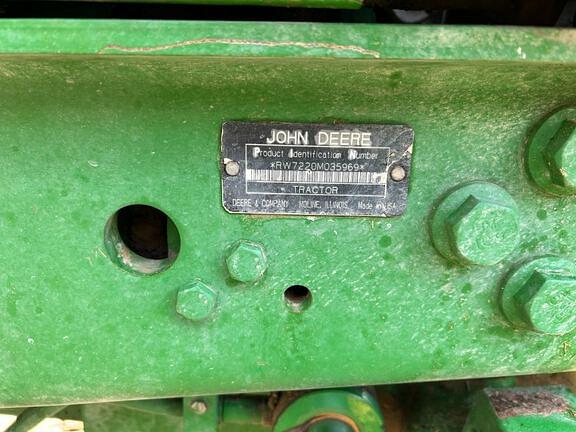 JOHN DEERE
Product Identification Number
*RW7220M035969*
TRACTOR
DEERE & COMPANY MOLINE, ILLINOIS Made in USA